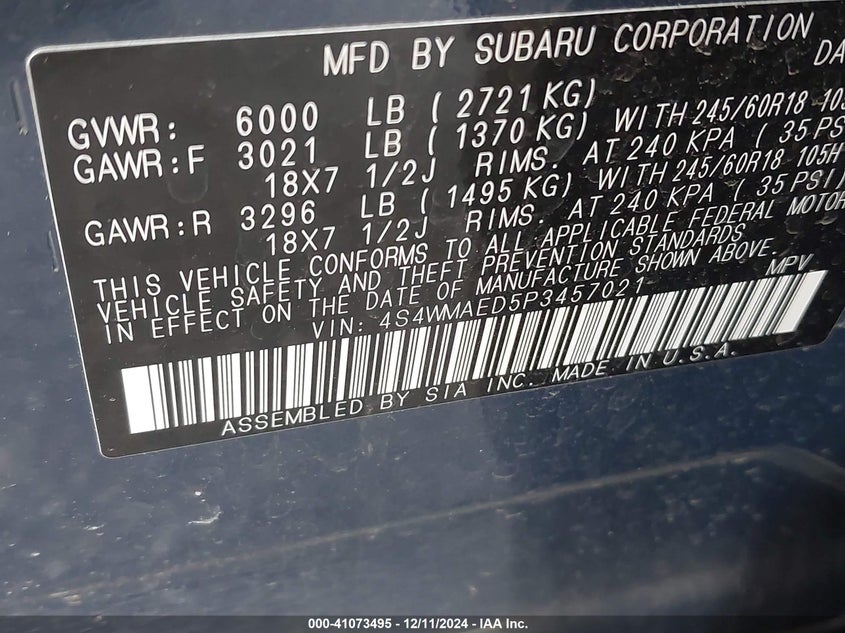 MFD BY SUBARU CORPORATION
GVWR: 6000 LB ( 2721 KG)
GAWR:F 3021 LB ( 1370 KG) WITH 245/60R18
18X7 1/2J RIMS. AT 240 KPA ( 35 PSI
GAWR:R 3296 LB ( 1495 KG) WITH 245/60R18 105H
18X7 1/2J RIMS. AT 240 KPA ( 35 PSI)
THIS VEHICLE CONFORMS TO ALL APPLICABLE FEDERAL MOTOR
VEHICLE SAFETY AND THEFT PREVENTION STANDARDS
IN EFFECT ON THE DATE OF MANUFACTURE SHOWN ABOVE.
VIN: 4S4WMAED5P3457021 MPV
ASSEMBLED BY SIA INC. MADE IN U.S.A.
000-41073495 - 12/11/2024 - IAA Inc.